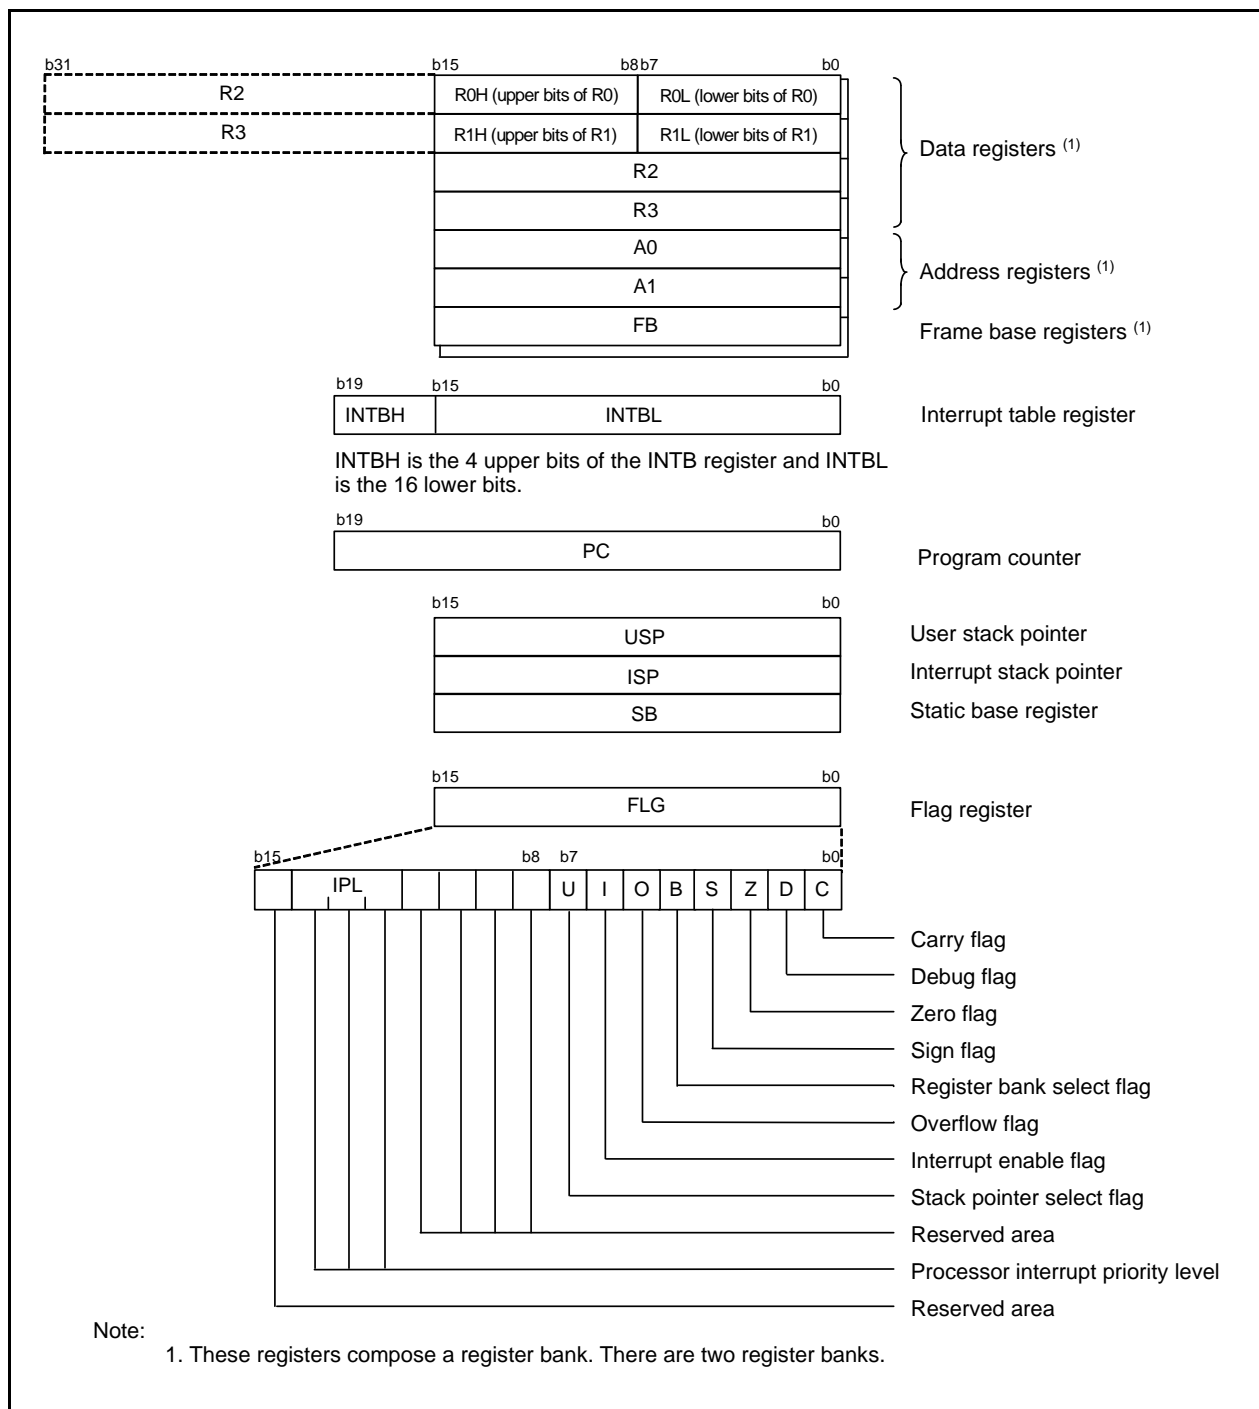 b31 b15 b8 b7 b0
R2 R0H (upper bits of R0) R0L (lower bits of R0)
R3 R1H (upper bits of R1) R1L (lower bits of R1)
Data registers (1)
R2
R3
A0
Address registers (1)
A1
FB Frame base registers (1)
b19 b15 b0
INTBH INTBL Interrupt table register
INTBH is the 4 upper bits of the INTB register and INTBL
is the 16 lower bits.
b19 b0
PC Program counter
b15 b0
USP User stack pointer
ISP Interrupt stack pointer
SB Static base register
b15 b0
FLG Flag register
b15 b8 b7 b0
IPL U I O B S Z D C
Carry flag
Debug flag
Zero flag
Sign flag
Register bank select flag
Overflow flag
Interrupt enable flag
Stack pointer select flag
Reserved area
Processor interrupt priority level
Reserved area
Note:
1. These registers compose a register bank. There are two register banks.